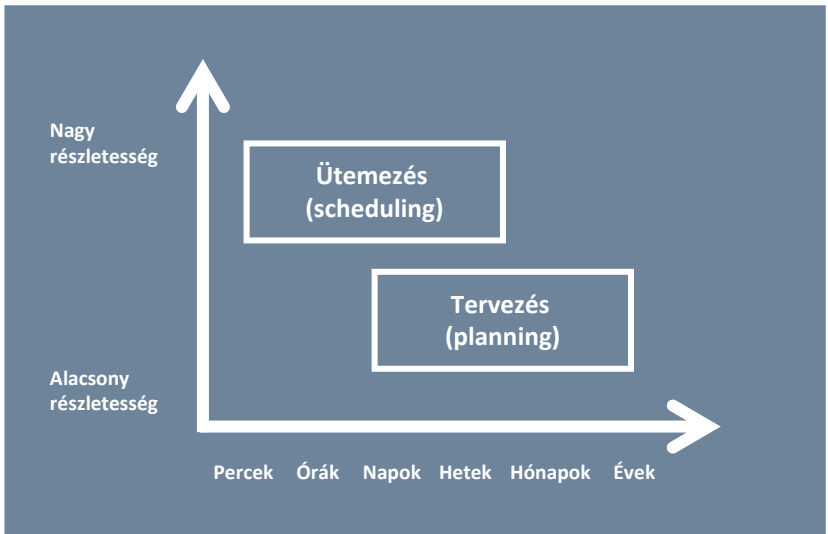 Nagy
részletesség
Ütemezés
(scheduling)
Tervezés
(planning)
Alacsony
részletesség
Percek Órák Napok Hetek Hónapok Évek